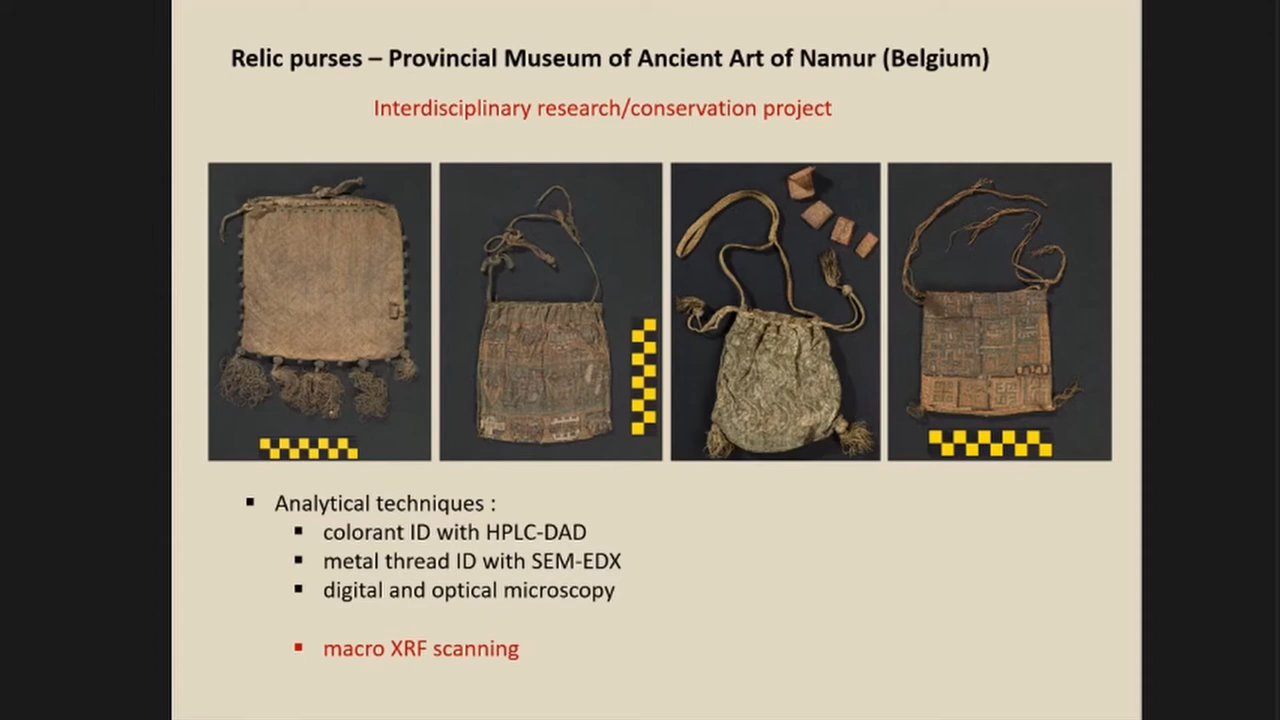 Relic purses – Provincial Museum of Ancient Art of Namur (Belgium)
Interdisciplinary research/conservation project
▪ Analytical techniques :
▪ colorant ID with HPLC-DAD
▪ metal thread ID with SEM-EDX
▪ digital and optical microscopy
▪ macro XRF scanning